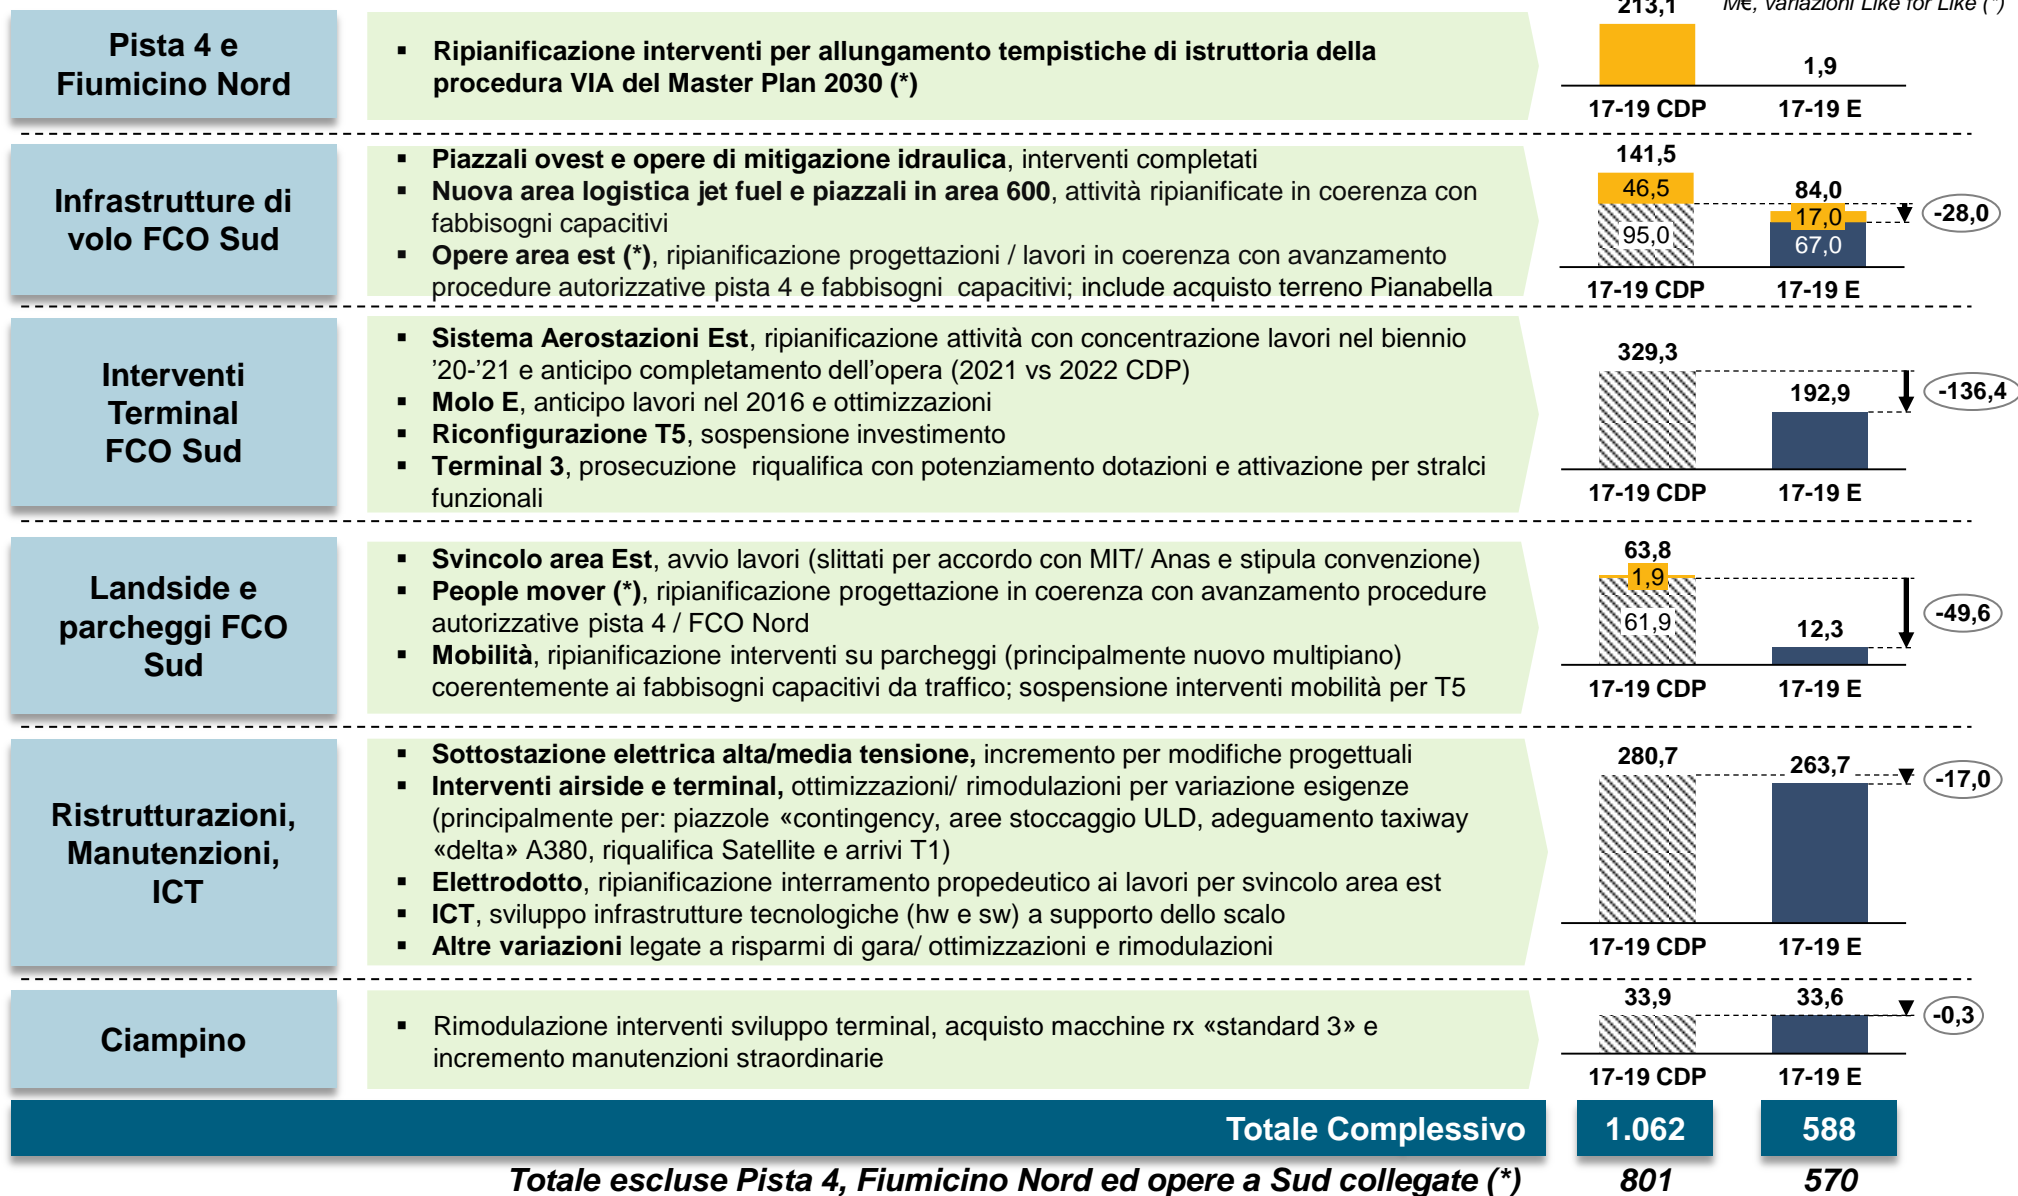 213,1
M€, variazioni Like for Like (*)
Pista 4 e
Fiumicino Nord
▪ Ripianificazione interventi per allungamento tempistiche di istruttoria della
procedura VIA del Master Plan 2030 (*)
1,9
17-19 CDP
17-19 E
Infrastrutture di
volo FCO Sud
▪ Piazzali ovest e opere di mitigazione idraulica, interventi completati
▪ Nuova area logistica jet fuel e piazzali in area 600, attività ripianificate in coerenza con
fabbisogni capacitivi
▪ Opere area est (*), ripianificazione progettazioni / lavori in coerenza con avanzamento
procedure autorizzative pista 4 e fabbisogni capacitivi; include acquisto terreno Pianabella
141,5
46,5
95,0
84,0
17,0
67,0
-28,0
17-19 CDP
17-19 E
Interventi
Terminal
FCO Sud
▪ Sistema Aerostazioni Est, ripianificazione attività con concentrazione lavori nel biennio
’20-’21 e anticipo completamento dell’opera (2021 vs 2022 CDP)
▪ Molo E, anticipo lavori nel 2016 e ottimizzazioni
▪ Riconfigurazione T5, sospensione investimento
▪ Terminal 3, prosecuzione riqualifica con potenziamento dotazioni e attivazione per stralci
funzionali
329,3
192,9
-136,4
17-19 CDP
17-19 E
Landside e
parcheggi FCO
Sud
▪ Svincolo area Est, avvio lavori (slittati per accordo con MIT/ Anas e stipula convenzione)
▪ People mover (*), ripianificazione progettazione in coerenza con avanzamento procedure
autorizzative pista 4 / FCO Nord
▪ Mobilità, ripianificazione interventi su parcheggi (principalmente nuovo multipiano)
coerentemente ai fabbisogni capacitivi da traffico; sospensione interventi mobilità per T5
63,8
1,9
61,9
12,3
-49,6
17-19 CDP
17-19 E
Ristrutturazioni,
Manutenzioni,
ICT
▪ Sottostazione elettrica alta/media tensione, incremento per modifiche progettuali
▪ Interventi airside e terminal, ottimizzazioni/ rimodulazioni per variazione esigenze
(principalmente per: piazzole «contingency, aree stoccaggio ULD, adeguamento taxiway
«delta» A380, riqualifica Satellite e arrivi T1)
▪ Elettrodotto, ripianificazione interramento propedeutico ai lavori per svincolo area est
▪ ICT, sviluppo infrastrutture tecnologiche (hw e sw) a supporto dello scalo
▪ Altre variazioni legate a risparmi di gara/ ottimizzazioni e rimodulazioni
280,7
263,7
-17,0
17-19 CDP
17-19 E
Ciampino
▪ Rimodulazione interventi sviluppo terminal, acquisto macchine rx «standard 3» e
incremento manutenzioni straordinarie
33,9
33,6
-0,3
17-19 CDP
17-19 E
Totale Complessivo 1.062 588
Totale escluse Pista 4, Fiumicino Nord ed opere a Sud collegate (*) 801 570